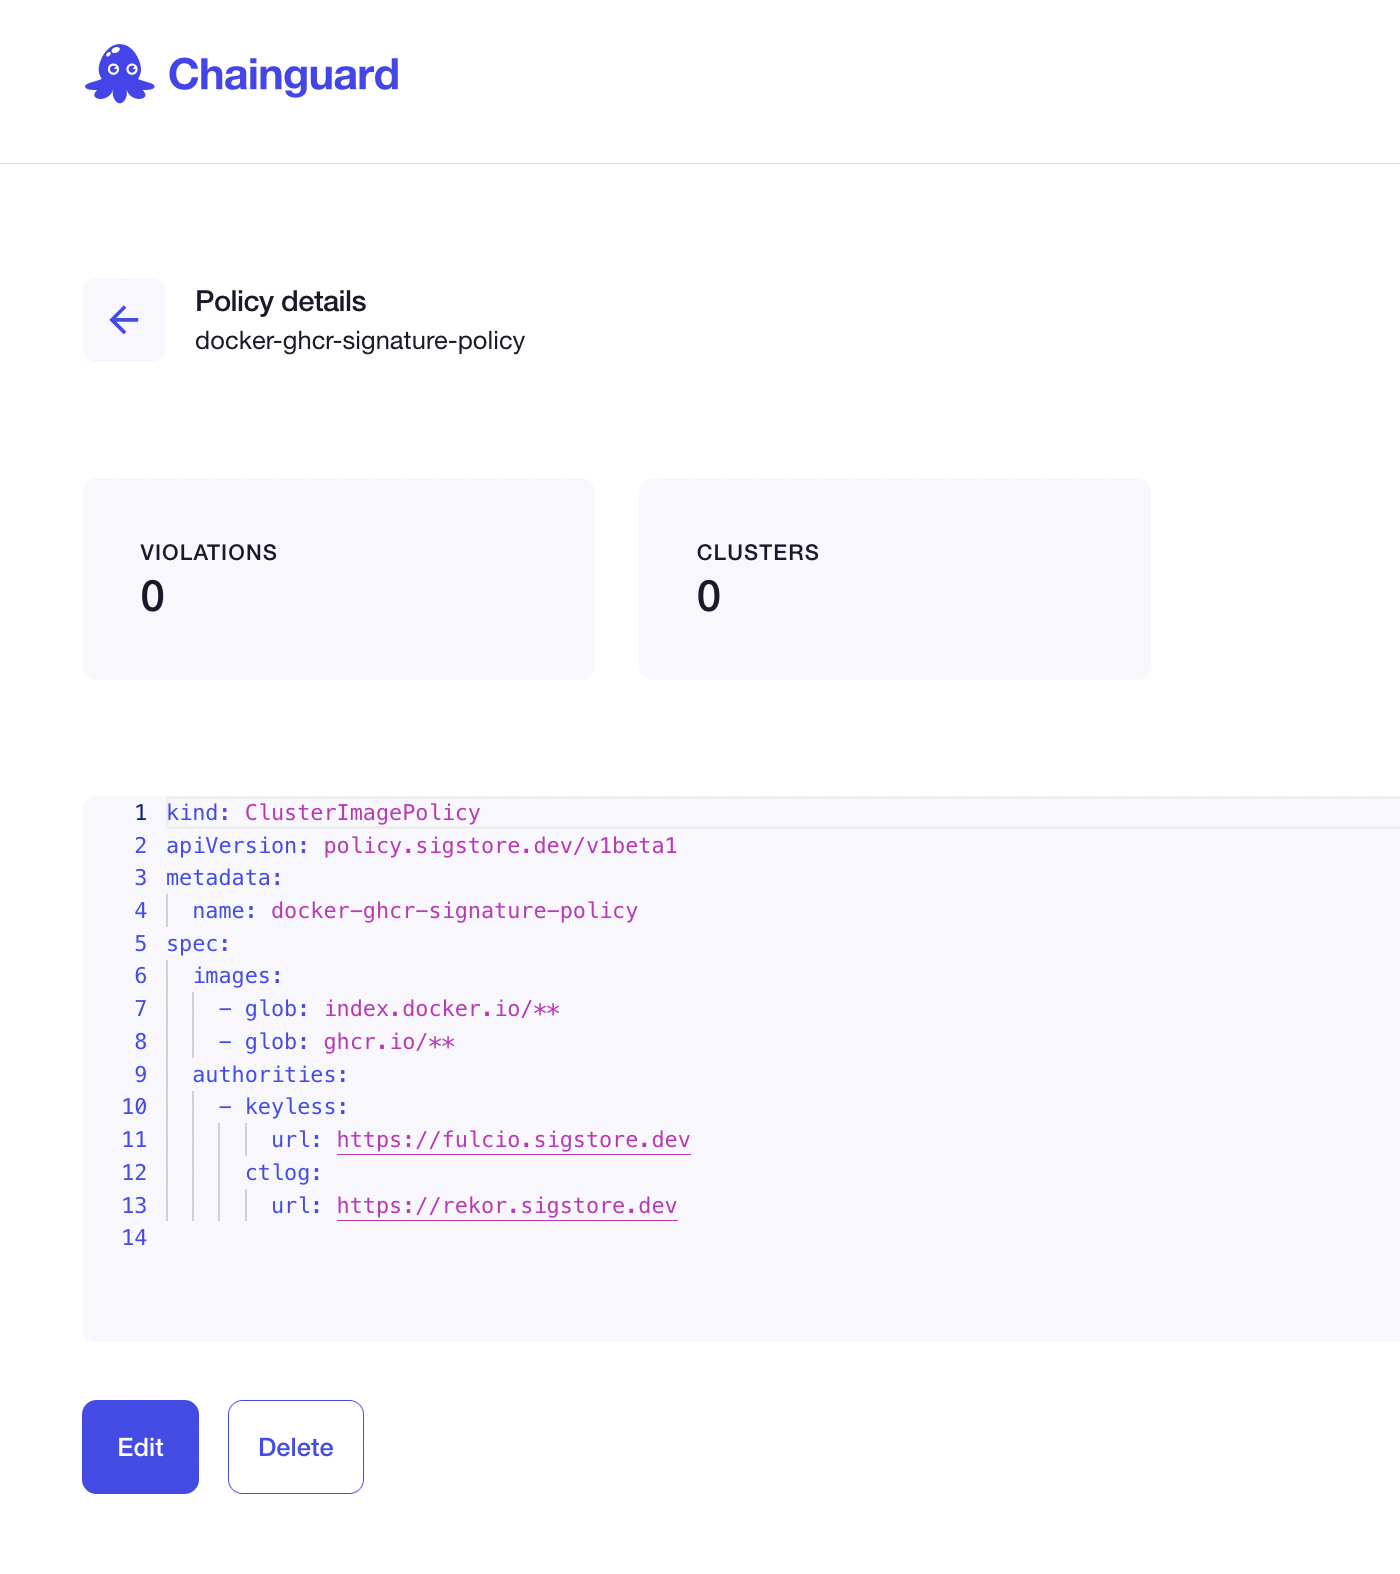 Chainguard
Policy details
docker-ghcr-signature-policy
VIOLATIONS
0
CLUSTERS
0
1 kind: ClusterImagePolicy
2 apiVersion: policy.sigstore.dev/v1beta1
3 metadata:
4   name: docker-ghcr-signature-policy
5 spec:
6   images:
7     - glob: index.docker.io/**
8     - glob: ghcr.io/**
9   authorities:
10     - keyless:
11         url: https://fulcio.sigstore.dev
12       ctlog:
13         url: https://rekor.sigstore.dev
14
Edit
Delete